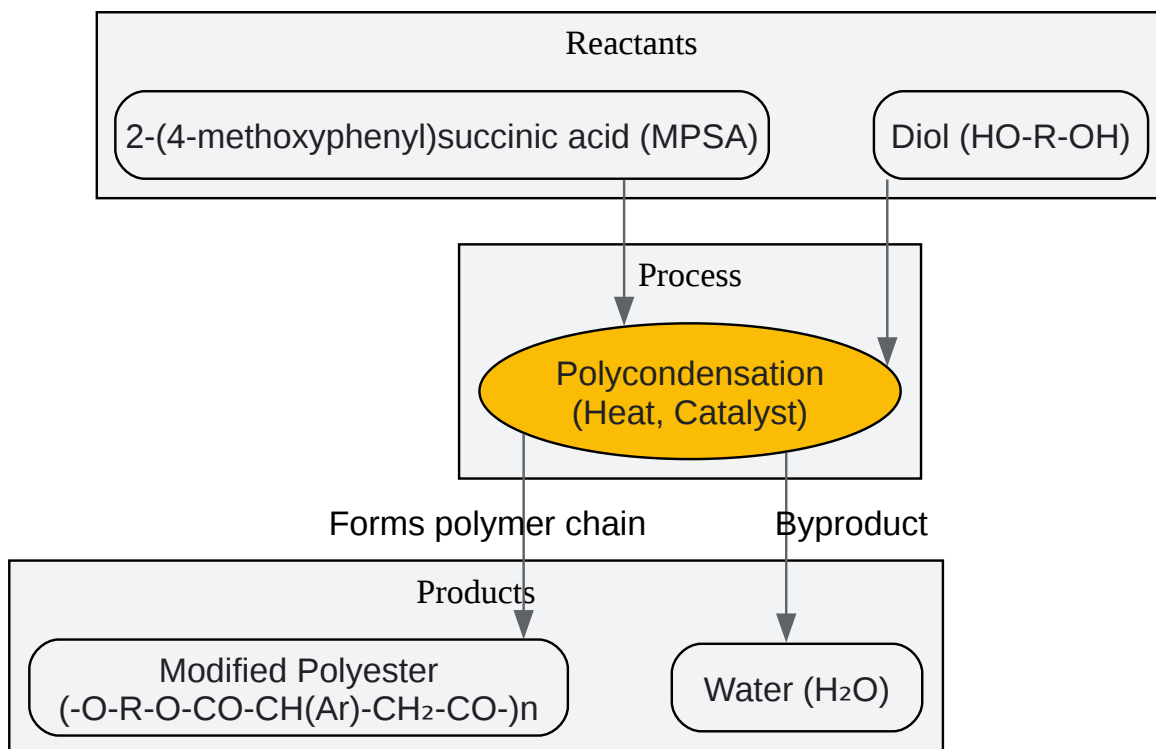 Reactants
2-(4-methoxyphenyl)succinic acid (MPSA)
Diol (HO-R-OH)
Process
Polycondensation
(Heat, Catalyst)
Forms polymer chain
Byproduct
Products
Modified Polyester
(-O-R-O-CO-CH(Ar)-CH₂-CO-)n
Water (H₂O)